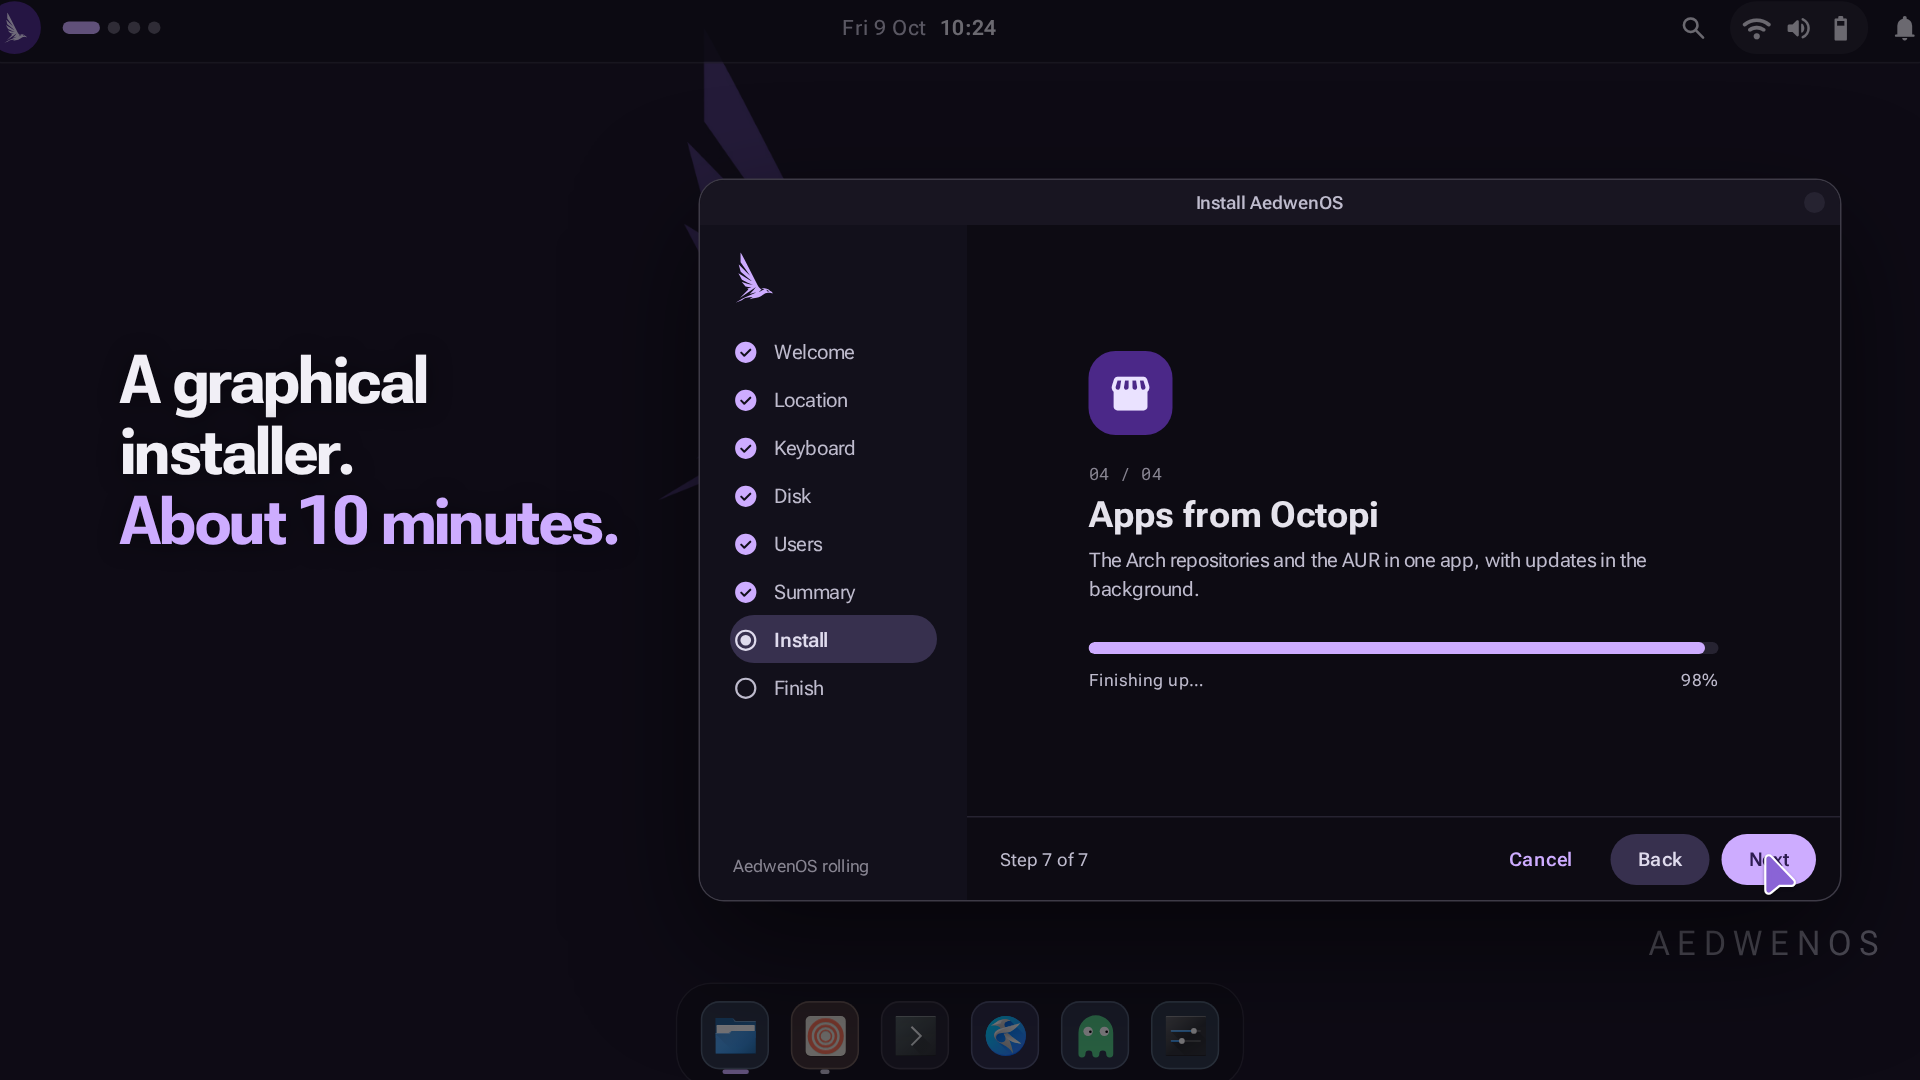 Fri 9 Oct 10:24
A graphical
installer.
About 10 minutes.
Install AedwenOS
Welcome
Location
Keyboard
Disk
Users
Summary
Install
Finish
AedwenOS rolling
04 / 04
Apps from Octopi
The Arch repositories and the AUR in one app, with updates in the
background.
Finishing up...
98%
Step 7 of 7
Cancel
Back
Next
AEDWENOS